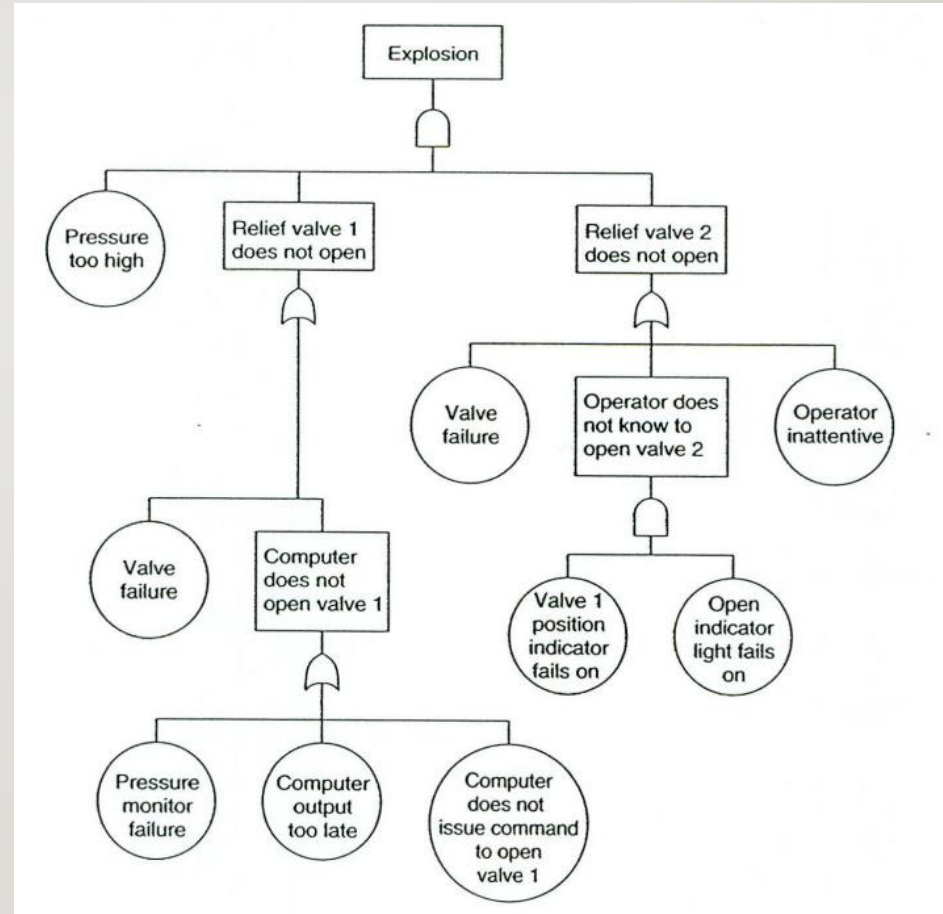 Explosion
Pressure
too high
Relief valve 1
does not open
Relief valve 2
does not open
Valve
failure
Operator does
not know to
open valve 2
Operator
inattentive
Valve
failure
Computer
does not
open valve 1
Valve 1
position
indicator
fails on
Open
indicator
light fails
on
Pressure
monitor
failure
Computer
output
too late
Computer
does not
issue command
to open
valve 1